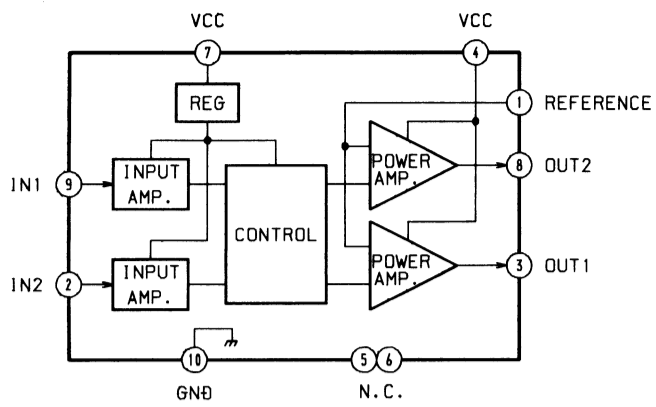 VCC
VCC
7
4
REG
1
REFERENCE
IN1
9
INPUT
AMP.
POWER
AMP.
8
OUT2
CONTROL
IN2
2
INPUT
AMP.
POWER
AMP.
3
OUT1
10
5
6
GND
N.C.